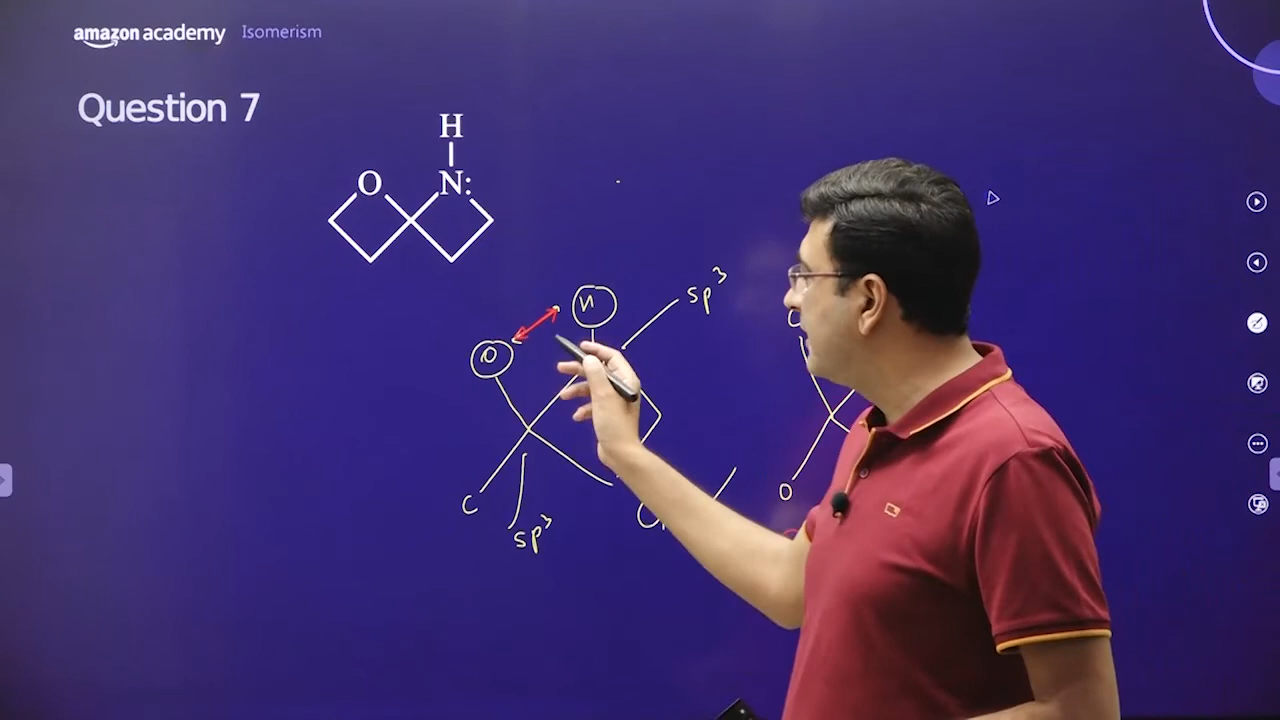 amazon academy Isomerism
Question 7
H
O N:
sp³
N
O
C
sp³
O